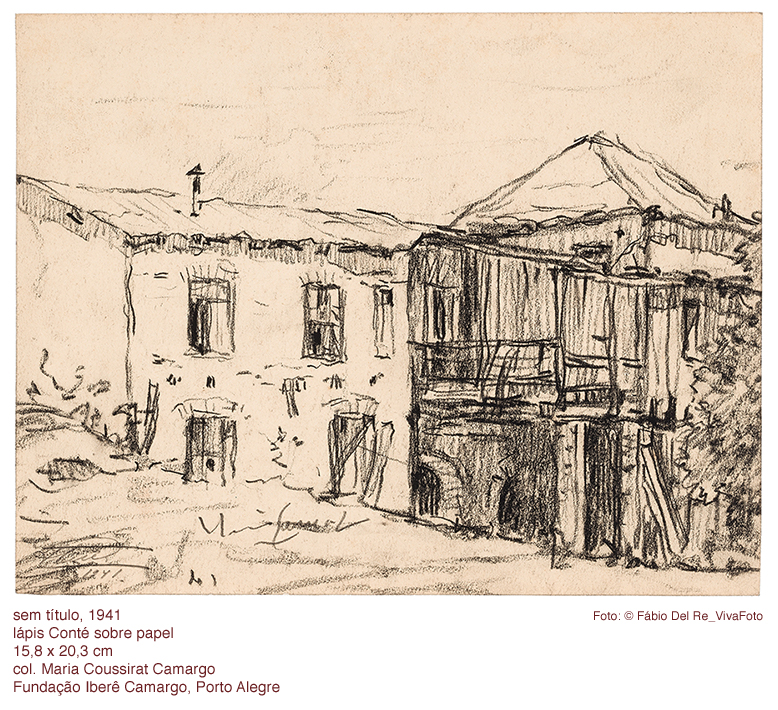 sem título, 1941
lápis Conté sobre papel
15,8 x 20,3 cm
col. Maria Coussirat Camargo
Fundação Iberê Camargo, Porto Alegre
Foto: © Fábio Del Re_VivaFoto